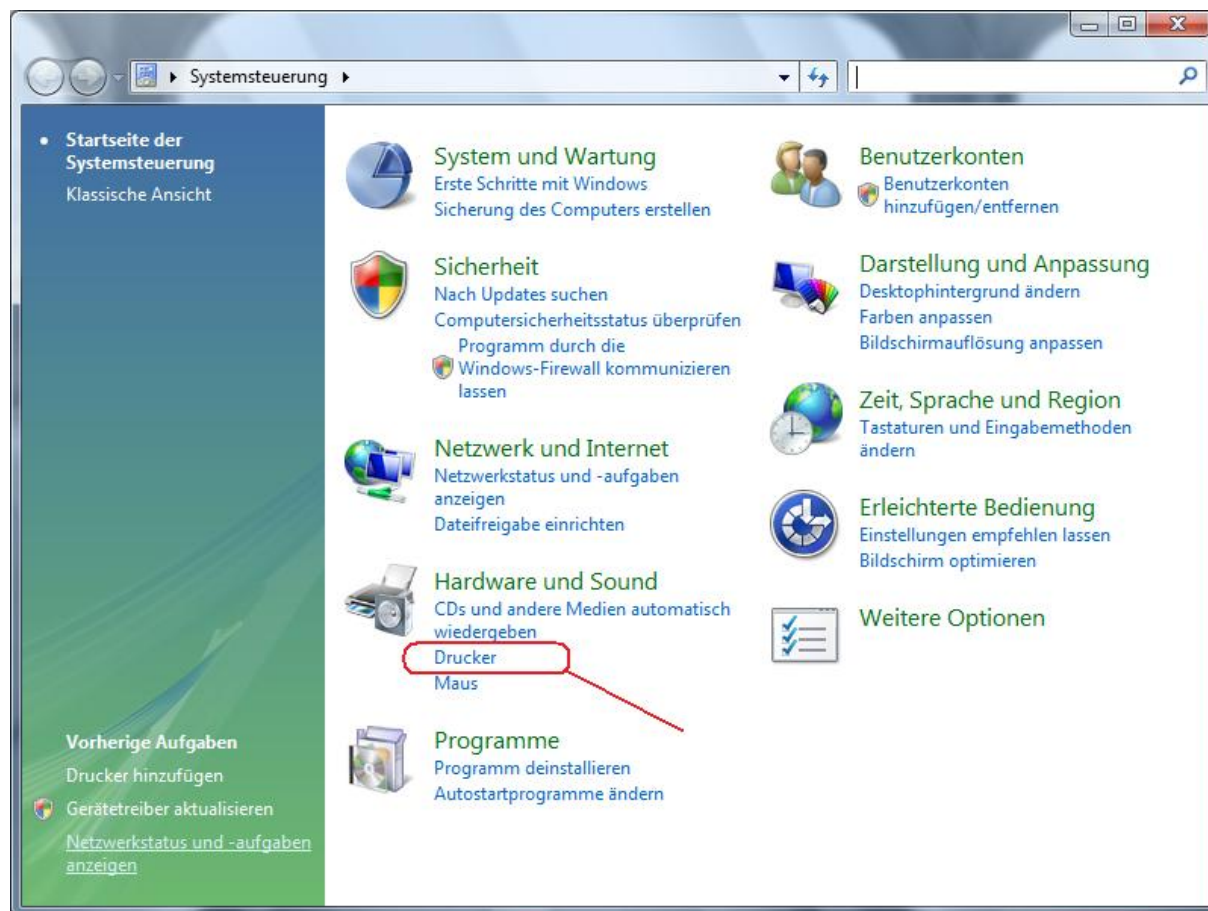 Systemsteuerung
Startseite der
Systemsteuerung
Klassische Ansicht
Vorherige Aufgaben
Drucker hinzufügen
Gerätetreiber aktualisieren
Netzwerkstatus und -aufgaben
anzeigen
System und Wartung
Erste Schritte mit Windows
Sicherung des Computers erstellen
Sicherheit
Nach Updates suchen
Computersicherheitsstatus überprüfen
Programm durch die
Windows-Firewall kommunizieren
lassen
Netzwerk und Internet
Netzwerkstatus und -aufgaben
anzeigen
Dateifreigabe einrichten
Hardware und Sound
CDs und andere Medien automatisch
wiedergeben
Drucker
Maus
Programme
Programm deinstallieren
Autostartprogramme ändern
Benutzerkonten
Benutzerkonten
hinzufügen/entfernen
Darstellung und Anpassung
Desktophintergrund ändern
Farben anpassen
Bildschirmauflösung anpassen
Zeit, Sprache und Region
Tastaturen und Eingabemethoden
ändern
Erleichterte Bedienung
Einstellungen empfehlen lassen
Bildschirm optimieren
Weitere Optionen